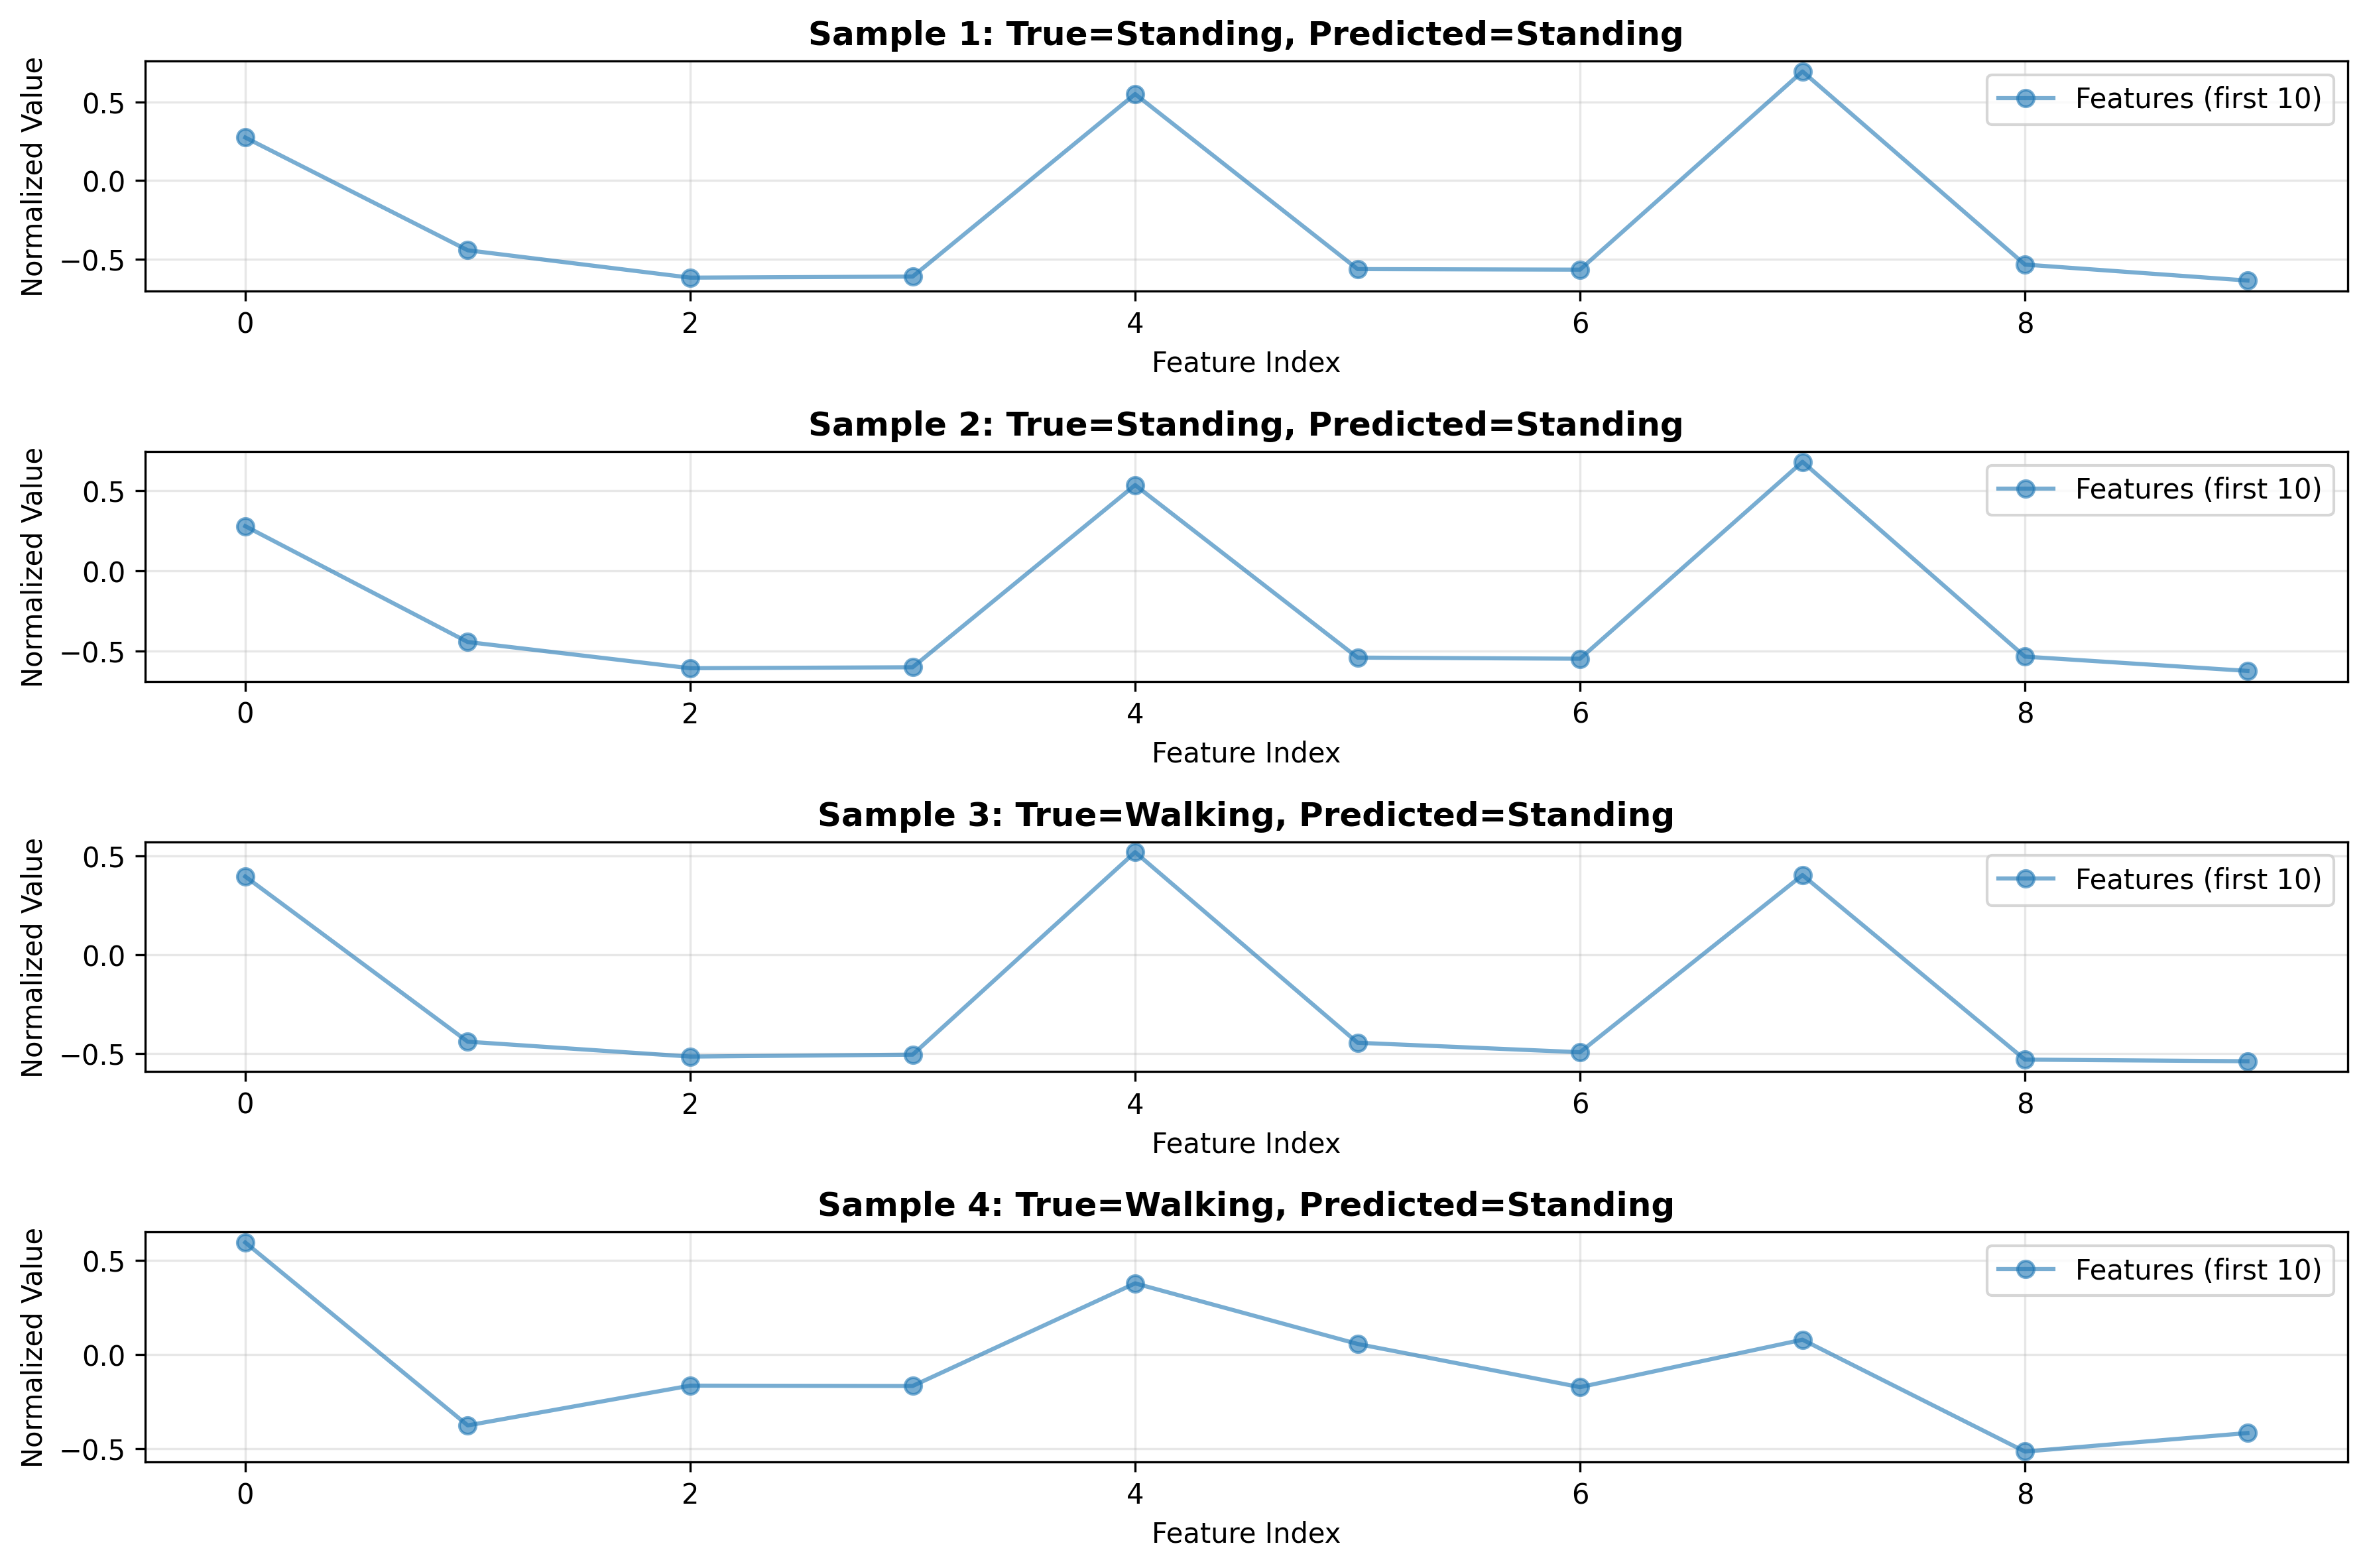 Sample 1: True=Standing, Predicted=Standing
Normalized Value
0.5
0.0
−0.5
Features (first 10)
0 2 4 6 8
Feature Index
Sample 2: True=Standing, Predicted=Standing
Normalized Value
0.5
0.0
−0.5
Features (first 10)
0 2 4 6 8
Feature Index
Sample 3: True=Walking, Predicted=Standing
Normalized Value
0.5
0.0
−0.5
Features (first 10)
0 2 4 6 8
Feature Index
Sample 4: True=Walking, Predicted=Standing
Normalized Value
0.5
0.0
−0.5
Features (first 10)
0 2 4 6 8
Feature Index